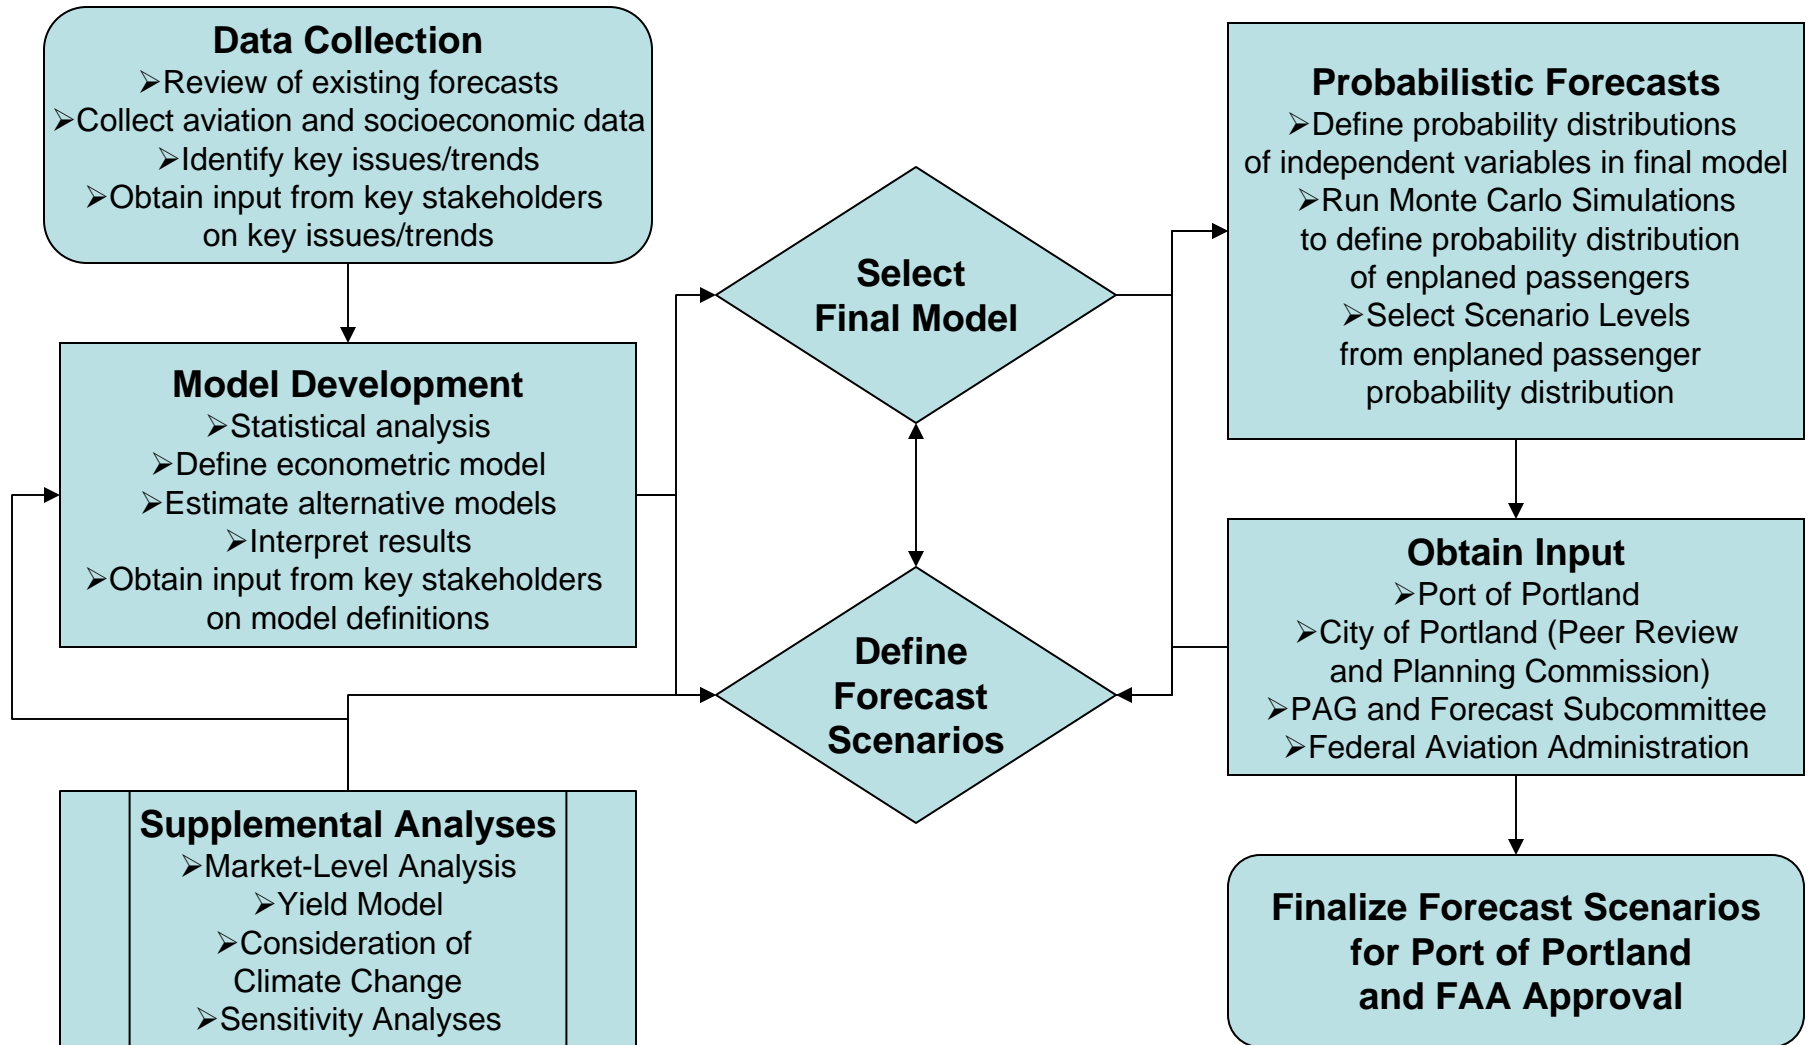 Data Collection
➢Review of existing forecasts
➢Collect aviation and socioeconomic data
➢Identify key issues/trends
➢Obtain input from key stakeholders
on key issues/trends
Model Development
➢Statistical analysis
➢Define econometric model
➢Estimate alternative models
➢Interpret results
➢Obtain input from key stakeholders
on model definitions
Supplemental Analyses
➢Market-Level Analysis
➢Yield Model
➢Consideration of
Climate Change
➢Sensitivity Analyses
Select
Final Model
Define
Forecast
Scenarios
Probabilistic Forecasts
➢Define probability distributions
of independent variables in final model
➢Run Monte Carlo Simulations
to define probability distribution
of enplaned passengers
➢Select Scenario Levels
from enplaned passenger
probability distribution
Obtain Input
➢Port of Portland
➢City of Portland (Peer Review
and Planning Commission)
➢PAG and Forecast Subcommittee
➢Federal Aviation Administration
Finalize Forecast Scenarios
for Port of Portland
and FAA Approval